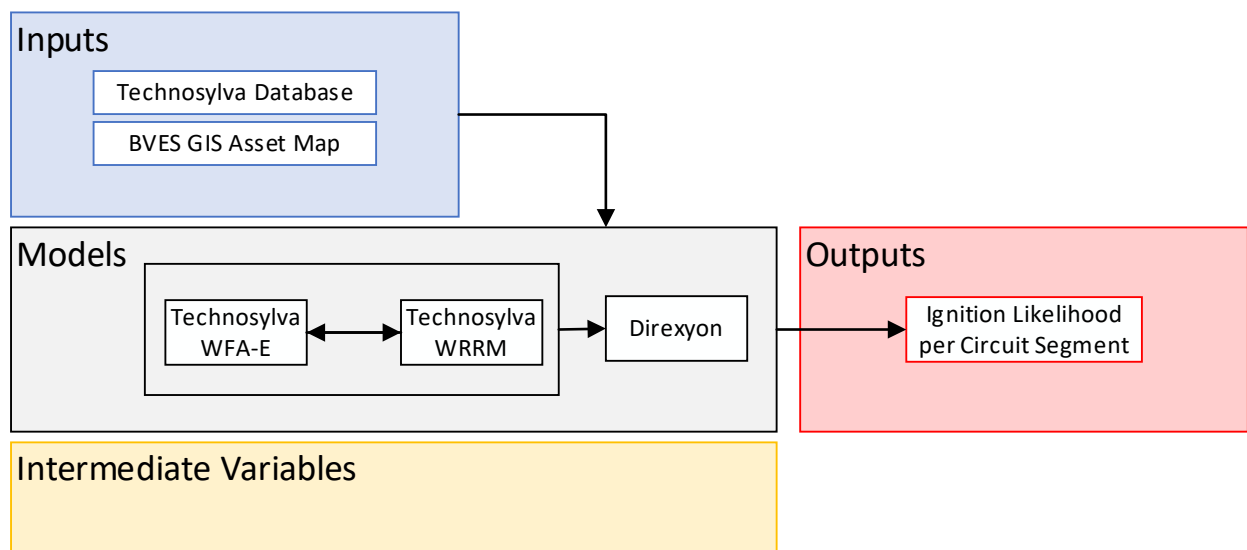 Inputs
Technosylva Database
BVES GIS Asset Map
Models
Technosylva
WFA-E
Technosylva
WRRM
Direxyon
Outputs
Ignition Likelihood
per Circuit Segment
Intermediate Variables